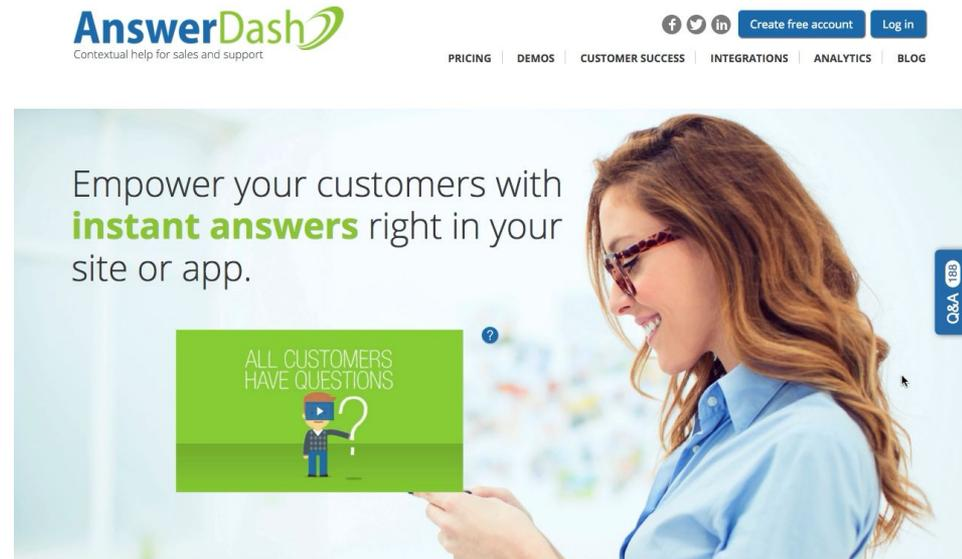 AnswerDash
Contextual help for sales and support
f
in
Create free account
Log in
PRICING
DEMOS
CUSTOMER SUCCESS
INTEGRATIONS
ANALYTICS
BLOG
Empower your customers with
instant answers right in your
site or app.
?
ALL CUSTOMERS
HAVE QUESTIONS
?
Q&A 188